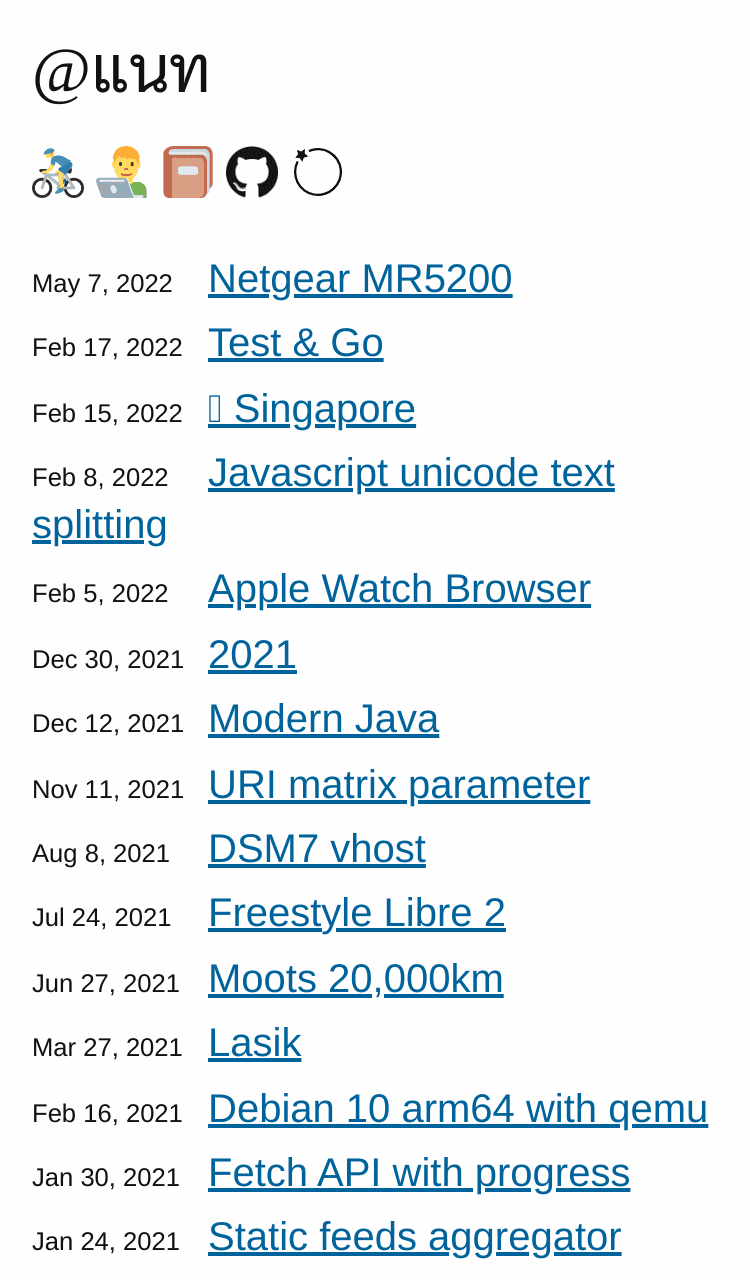 @แนท
May 7, 2022 Netgear MR5200
Feb 17, 2022 Test & Go
Feb 15, 2022 Singapore
Feb 8, 2022 Javascript unicode text
splitting
Feb 5, 2022 Apple Watch Browser
Dec 30, 2021 2021
Dec 12, 2021 Modern Java
Nov 11, 2021 URI matrix parameter
Aug 8, 2021 DSM7 vhost
Jul 24, 2021 Freestyle Libre 2
Jun 27, 2021 Moots 20,000km
Mar 27, 2021 Lasik
Feb 16, 2021 Debian 10 arm64 with qemu
Jan 30, 2021 Fetch API with progress
Jan 24, 2021 Static feeds aggregator